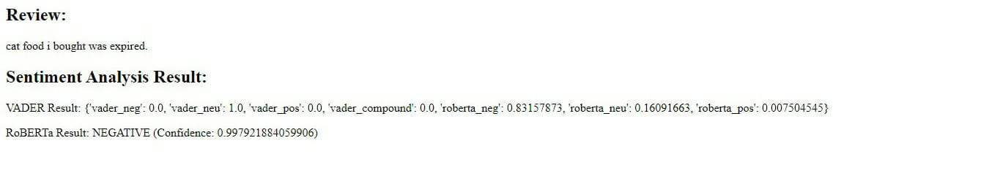 Review:
cat food i bought was expired.
Sentiment Analysis Result:
VADER Result: {'vader_neg': 0.0, 'vader_neu': 1.0, 'vader_pos': 0.0, 'vader_compound': 0.0, 'roberta_neg': 0.83157873, 'roberta_neu': 0.16091663, 'roberta_pos': 0.007504545}
RoBERTa Result: NEGATIVE (Confidence: 0.997921884059906)